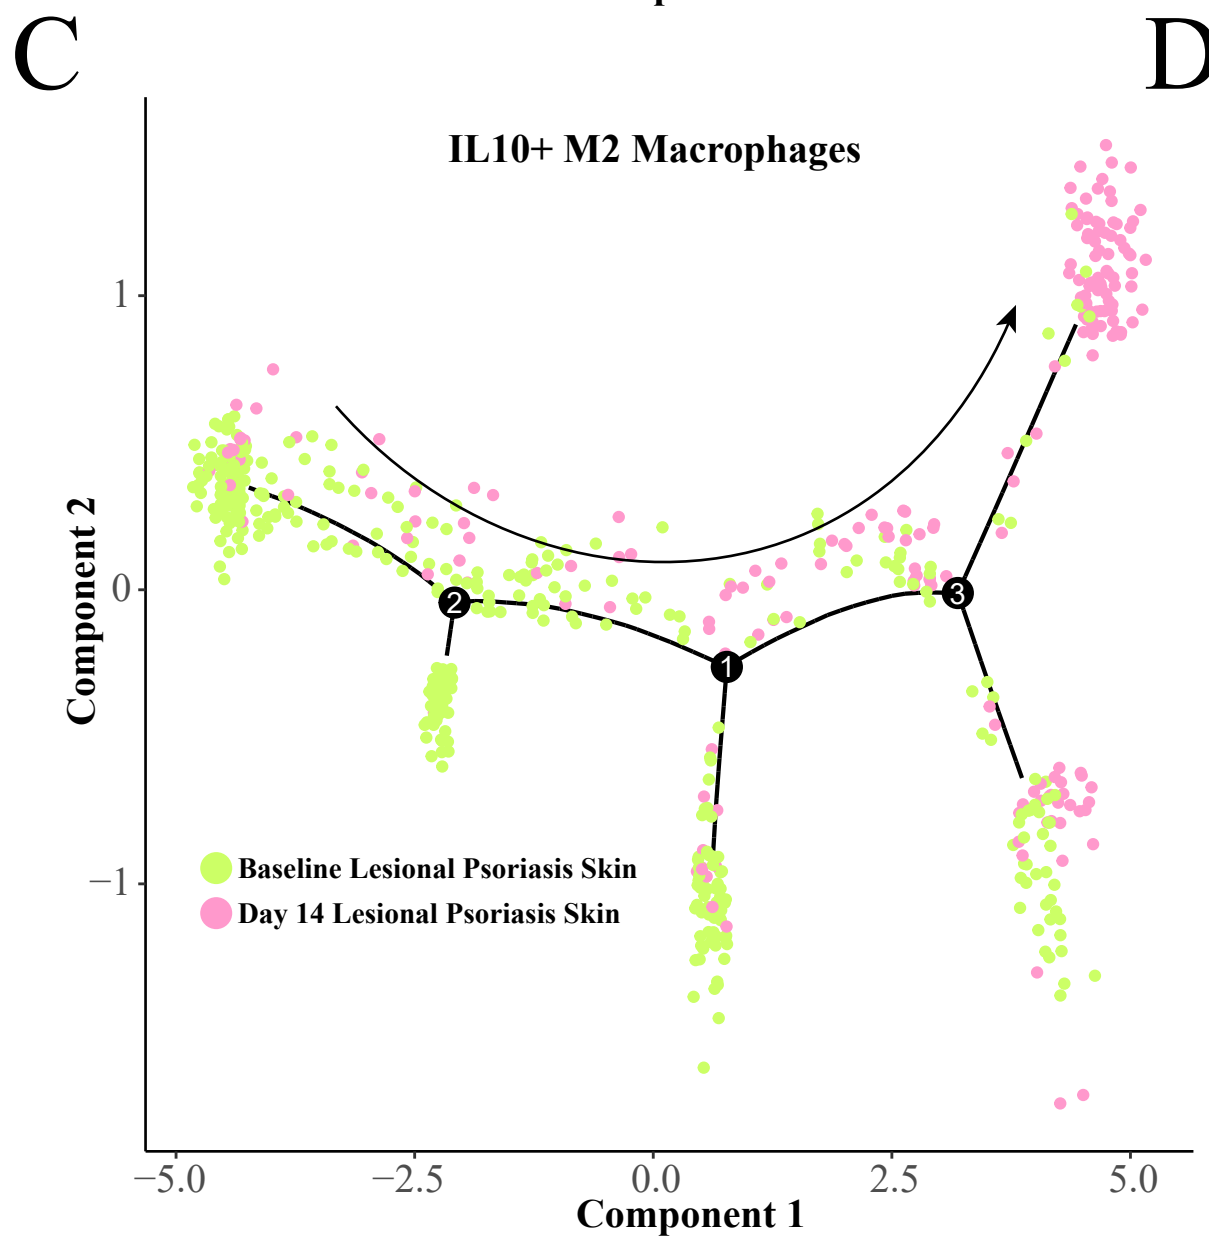 C
D
IL10+ M2 Macrophages
1
0
−1
Component 2
2
1
3
Baseline Lesional Psoriasis Skin
Day 14 Lesional Psoriasis Skin
−5.0
−2.5
0.0
2.5
5.0
Component 1